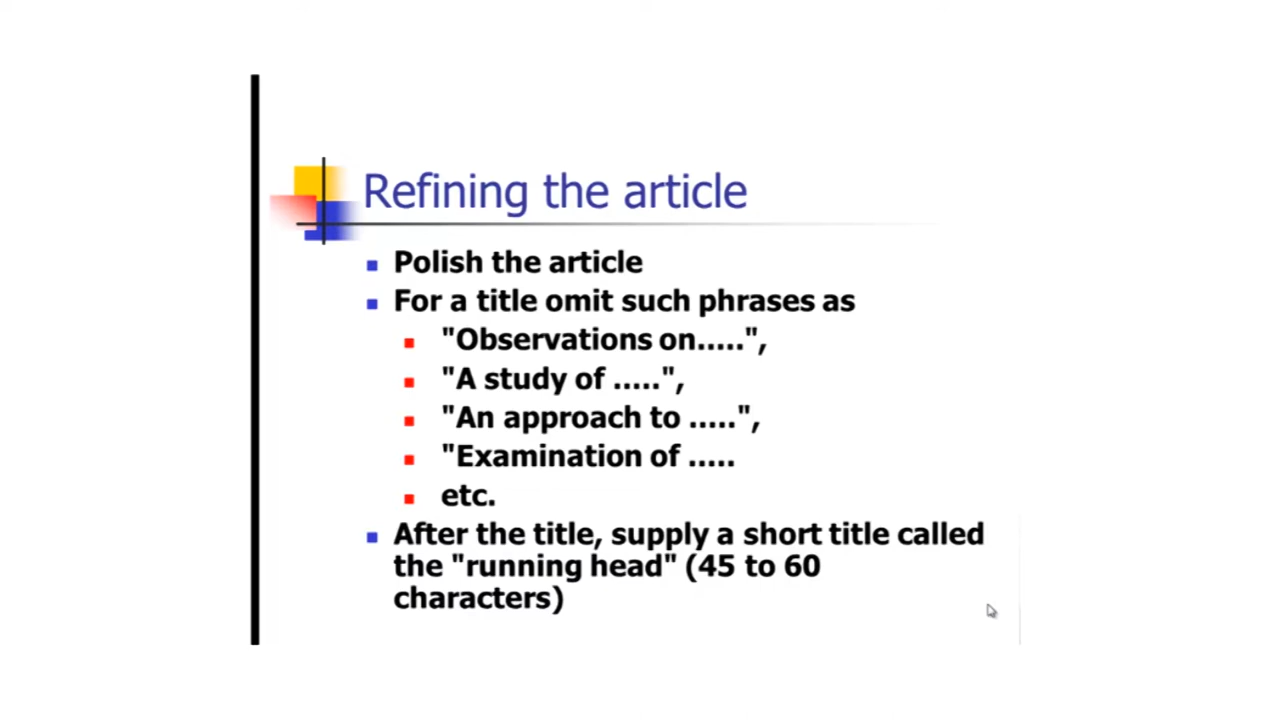 Refining the article
Polish the article
For a title omit such phrases as
"Observations on.....",
"A study of .....",
"An approach to .....",
"Examination of .....
etc.
After the title, supply a short title called
the "running head" (45 to 60
characters)